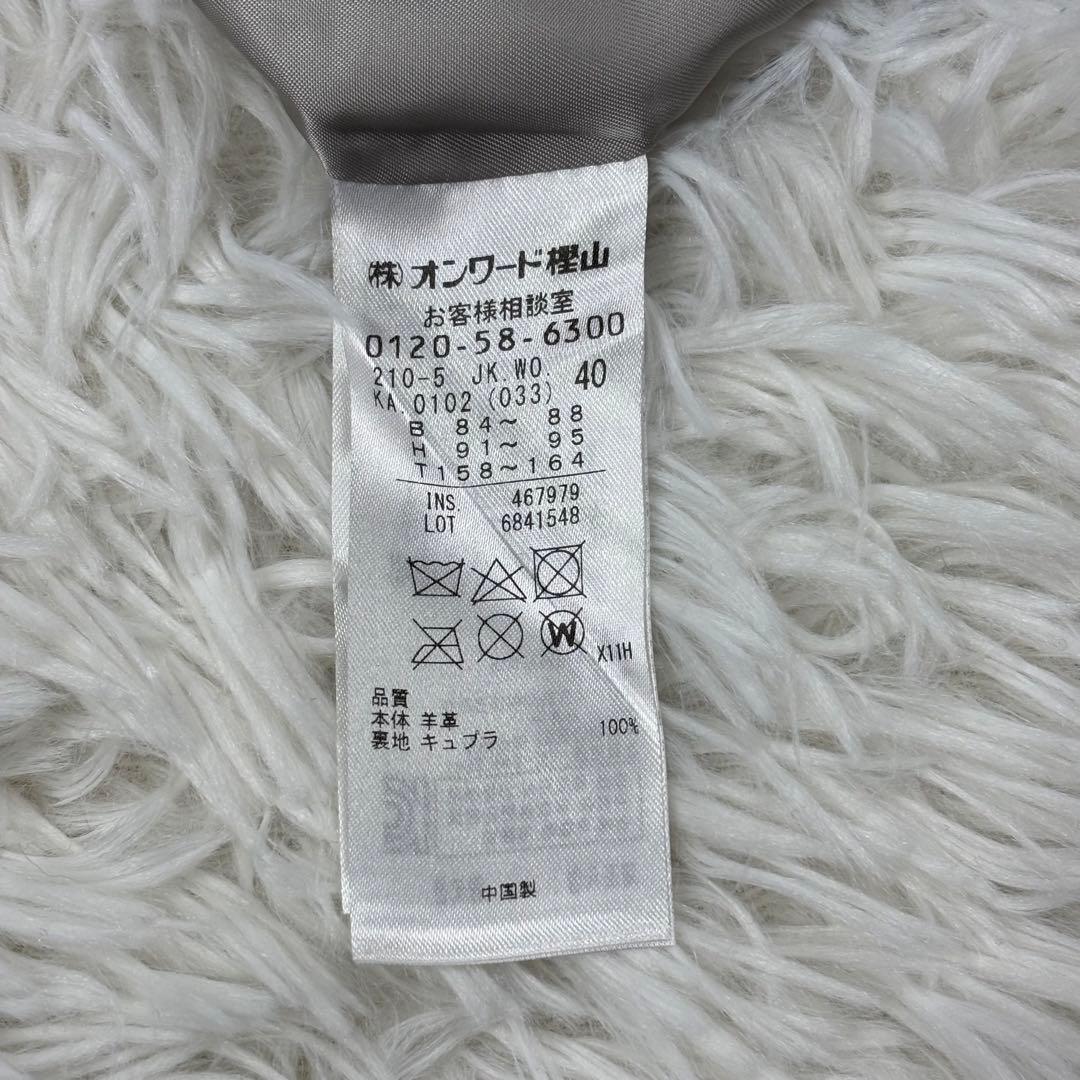 ㈱オンワード樫山
お客様相談室
0120-58-6300
210-5 JK.WO. 40
KA.0102 (033)
B 84～ 88
H 91～ 95
T158～164
INS. 467979
LOT 6841548
W
X11H
品質
本体 羊革
裏地 キュプラ 100%
中国製